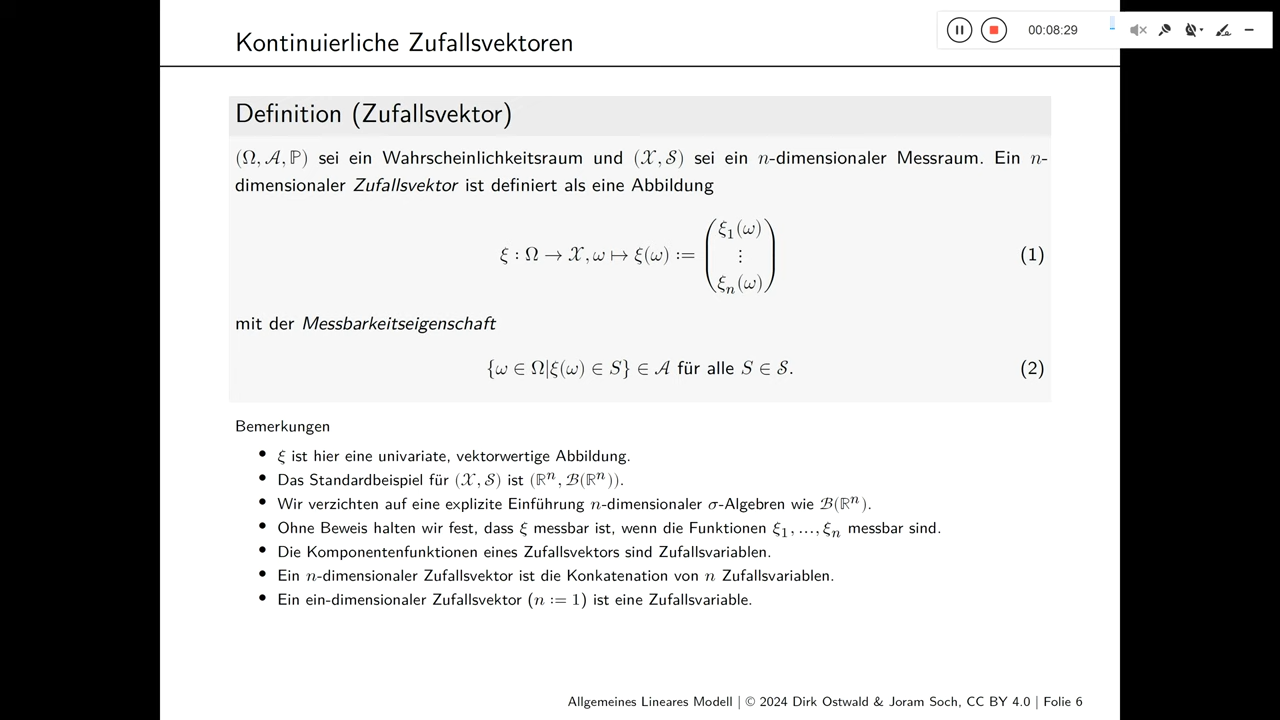 Kontinuierliche Zufallsvektoren
00:08:29
Definition (Zufallsvektor)
(Ω, 𝒜, ℙ) sei ein Wahrscheinlichkeitsraum und (𝒳, 𝒮) sei ein n-dimensionaler Messraum. Ein n-
dimensionaler Zufallsvektor ist definiert als eine Abbildung
ξ : Ω → 𝒳, ω ↦ ξ(ω) := (ξ₁(ω) ⋮ ξₙ(ω)) (1)
mit der Messbarkeitseigenschaft
{ω ∈ Ω|ξ(ω) ∈ S} ∈ 𝒜 für alle S ∈ 𝒮. (2)
Bemerkungen
• ξ ist hier eine univariate, vektorwertige Abbildung.
• Das Standardbeispiel für (𝒳, 𝒮) ist (ℝⁿ, ℬ(ℝⁿ)).
• Wir verzichten auf eine explizite Einführung n-dimensionaler σ-Algebren wie ℬ(ℝⁿ).
• Ohne Beweis halten wir fest, dass ξ messbar ist, wenn die Funktionen ξ₁, ..., ξₙ messbar sind.
• Die Komponentenfunktionen eines Zufallsvektors sind Zufallsvariablen.
• Ein n-dimensionaler Zufallsvektor ist die Konkatenation von n Zufallsvariablen.
• Ein ein-dimensionaler Zufallsvektor (n := 1) ist eine Zufallsvariable.
Allgemeines Lineares Modell | © 2024 Dirk Ostwald & Joram Soch, CC BY 4.0 | Folie 6